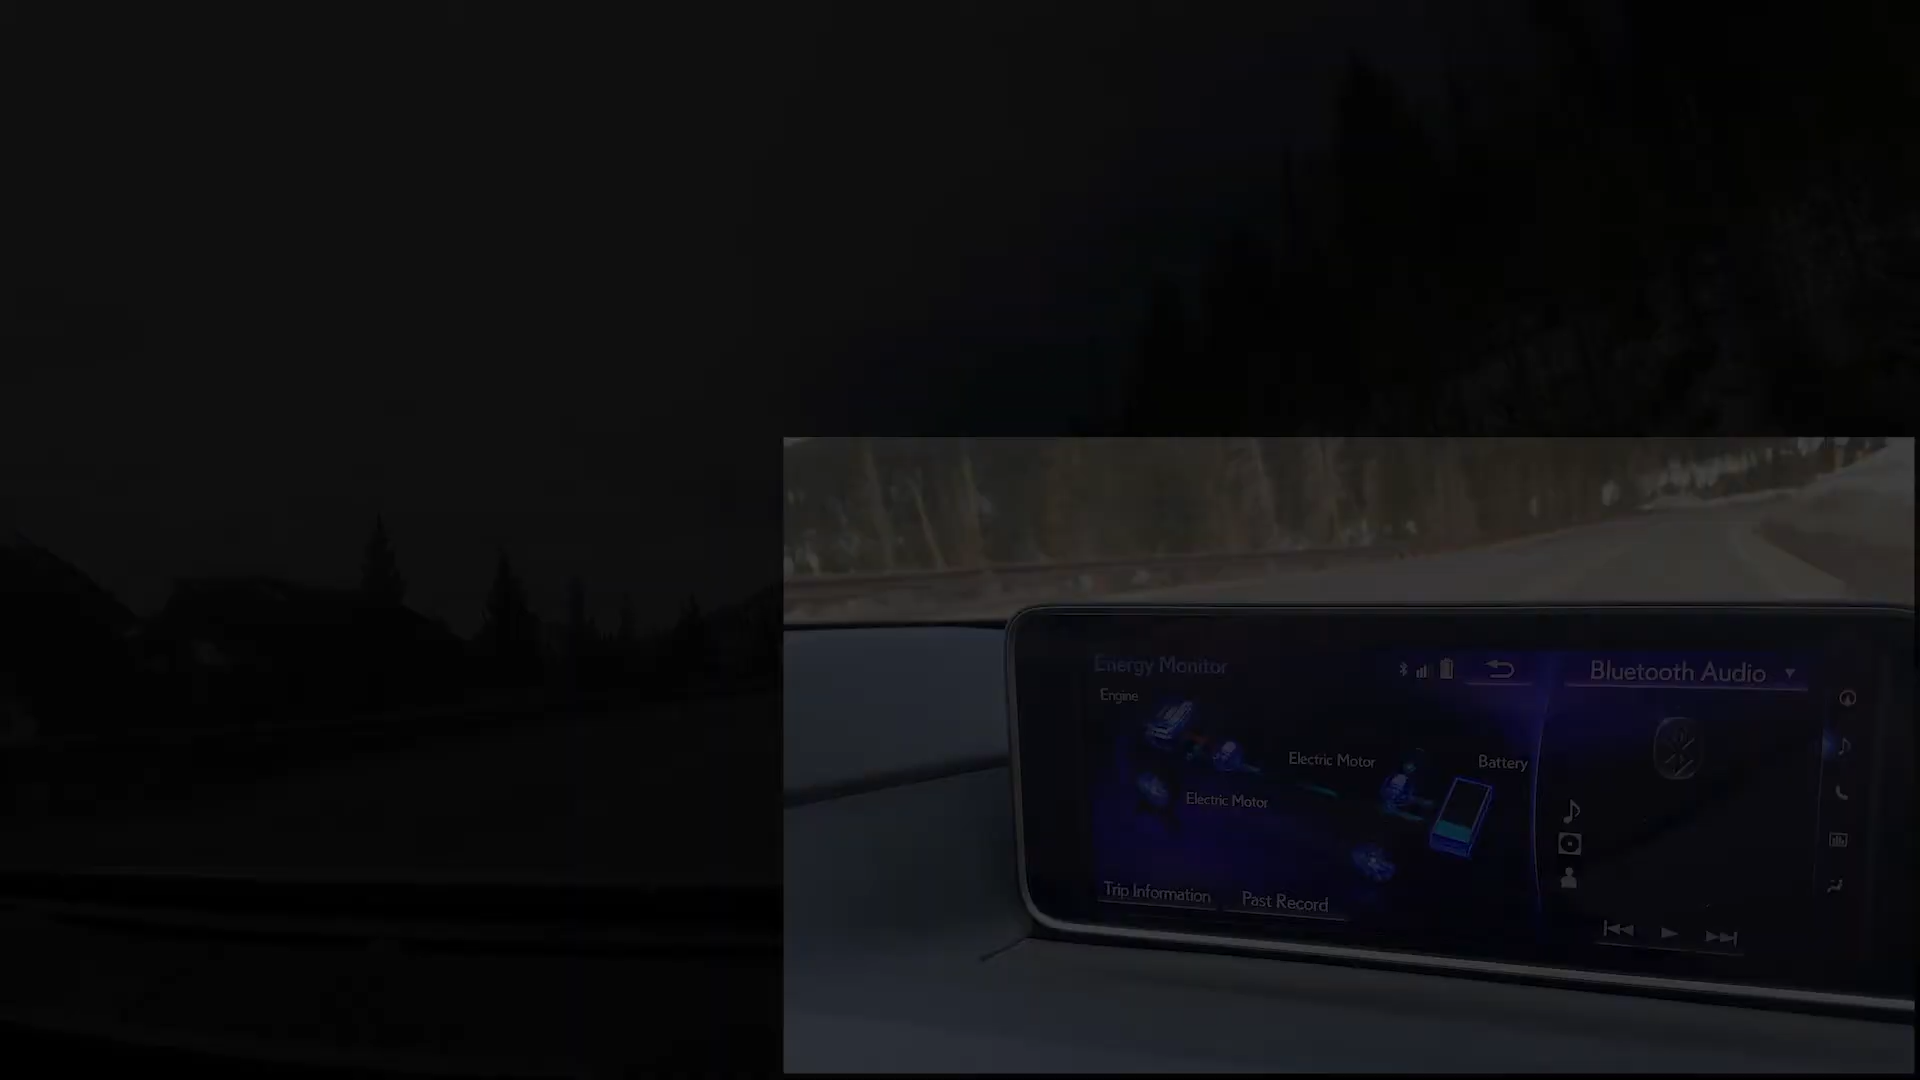 Energy Monitor
Bluetooth Audio
Engine
Electric Motor
Battery
Electric Motor
Trip Information
Past Record